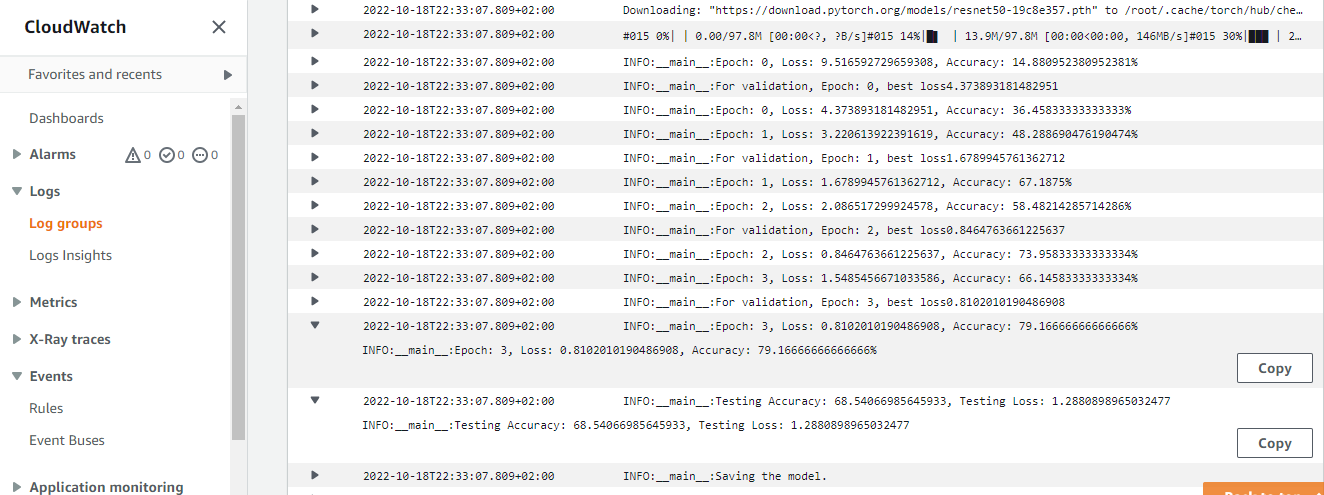 CloudWatch
Favorites and recents
Dashboards
Alarms 0 0 0
Logs
Log groups
Logs Insights
Metrics
X-Ray traces
Events
Rules
Event Buses
Application monitoring
2022-10-18T22:33:07.809+02:00 Downloading: "https://download.pytorch.org/models/resnet50-19c8e357.pth" to /root/.cache/torch/hub/che…
2022-10-18T22:33:07.809+02:00 #015 0%| | 0.00/97.8M [00:00<?, ?B/s]#015 14%|█▍ | 13.9M/97.8M [00:00<00:00, 146MB/s]#015 30%|███ | 2…
2022-10-18T22:33:07.809+02:00 INFO:__main__:Epoch: 0, Loss: 9.516592729659308, Accuracy: 14.880952380952381%
2022-10-18T22:33:07.809+02:00 INFO:__main__:For validation, Epoch: 0, best loss4.373893181482951
2022-10-18T22:33:07.809+02:00 INFO:__main__:Epoch: 0, Loss: 4.373893181482951, Accuracy: 36.45833333333333%
2022-10-18T22:33:07.809+02:00 INFO:__main__:Epoch: 1, Loss: 3.220613922391619, Accuracy: 48.288690476190474%
2022-10-18T22:33:07.809+02:00 INFO:__main__:For validation, Epoch: 1, best loss1.6789945761362712
2022-10-18T22:33:07.809+02:00 INFO:__main__:Epoch: 1, Loss: 1.6789945761362712, Accuracy: 67.1875%
2022-10-18T22:33:07.809+02:00 INFO:__main__:Epoch: 2, Loss: 2.086517299924578, Accuracy: 58.48214285714286%
2022-10-18T22:33:07.809+02:00 INFO:__main__:For validation, Epoch: 2, best loss0.8464763661225637
2022-10-18T22:33:07.809+02:00 INFO:__main__:Epoch: 2, Loss: 0.8464763661225637, Accuracy: 73.95833333333334%
2022-10-18T22:33:07.809+02:00 INFO:__main__:Epoch: 3, Loss: 1.5485456671033586, Accuracy: 66.14583333333334%
2022-10-18T22:33:07.809+02:00 INFO:__main__:For validation, Epoch: 3, best loss0.8102010190486908
2022-10-18T22:33:07.809+02:00 INFO:__main__:Epoch: 3, Loss: 0.8102010190486908, Accuracy: 79.16666666666666%
INFO:__main__:Epoch: 3, Loss: 0.8102010190486908, Accuracy: 79.16666666666666%
Copy
2022-10-18T22:33:07.809+02:00 INFO:__main__:Testing Accuracy: 68.54066985645933, Testing Loss: 1.2880898965032477
INFO:__main__:Testing Accuracy: 68.54066985645933, Testing Loss: 1.2880898965032477
Copy
2022-10-18T22:33:07.809+02:00 INFO:__main__:Saving the model.